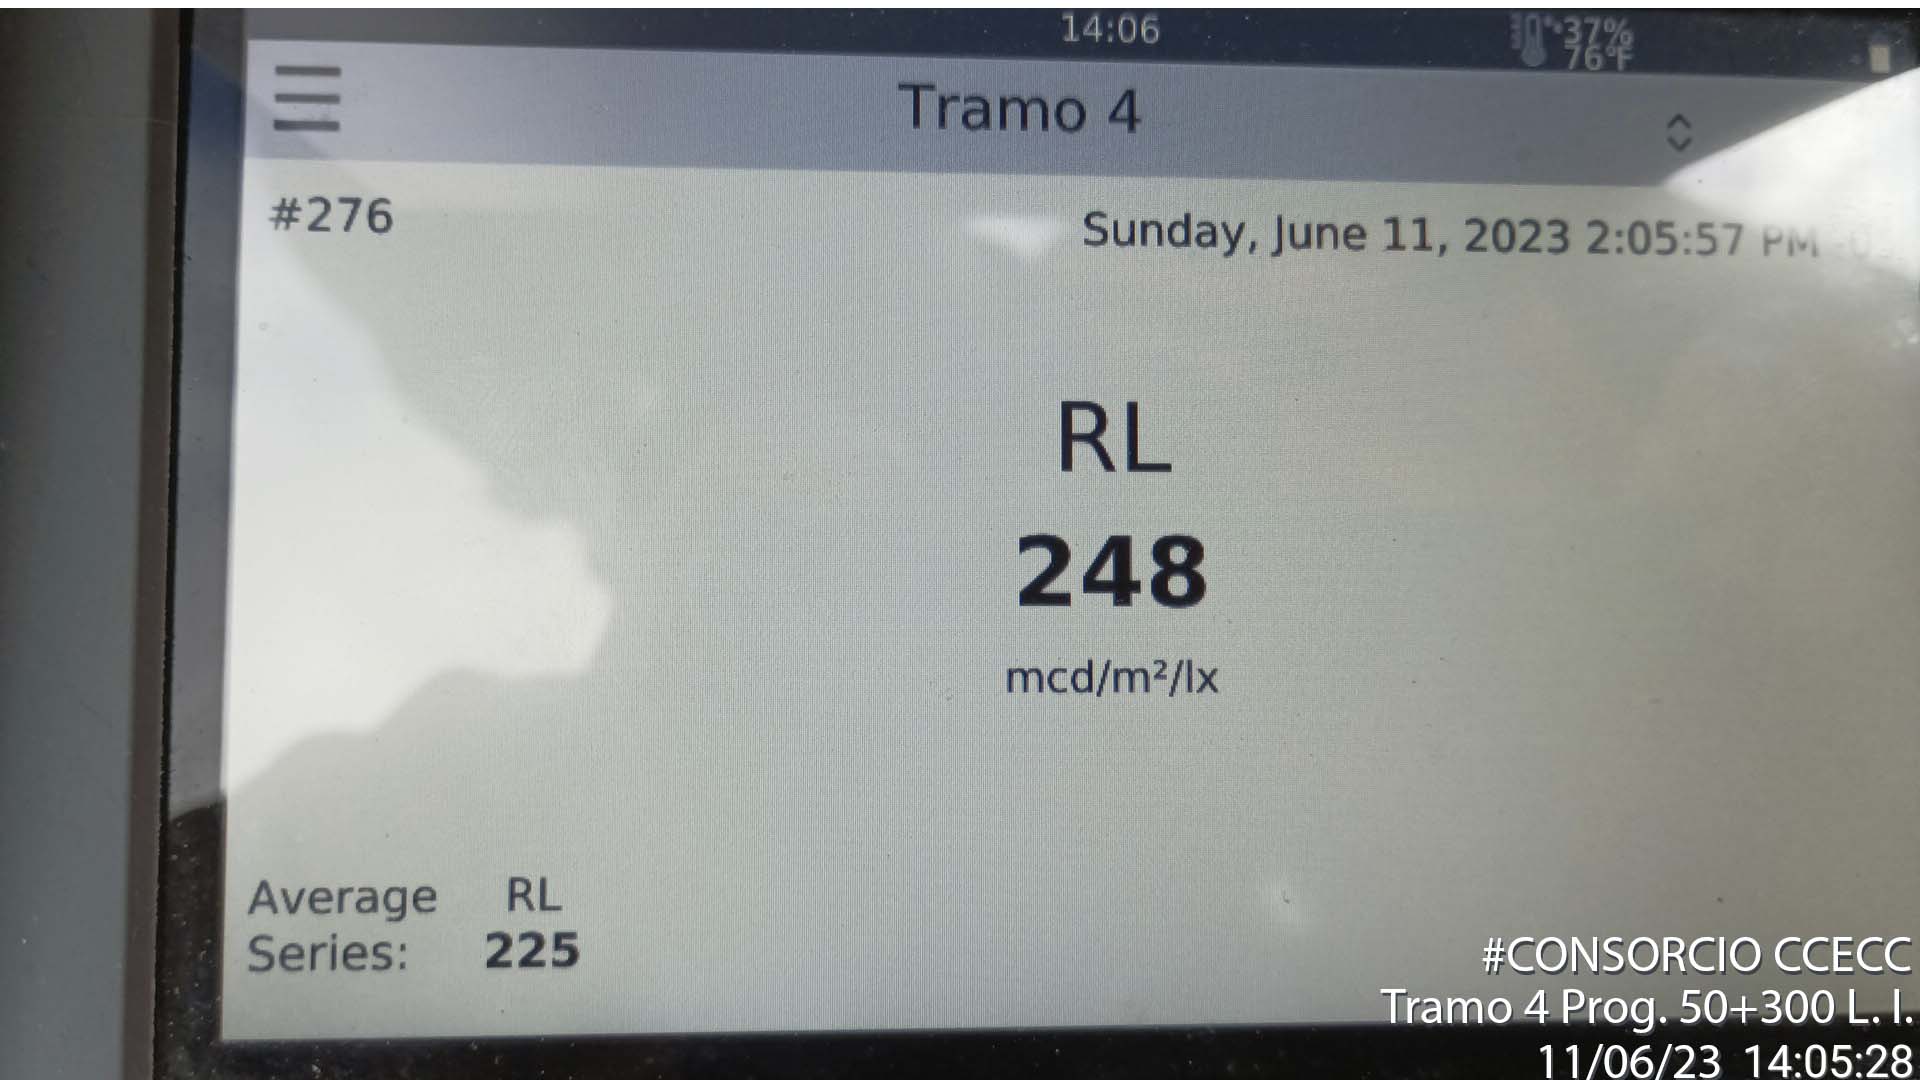 14:06
37%
76°F
Tramo 4
#276
Sunday, June 11, 2023 2:05:57 PM
RL
248
mcd/m²/lx
Average RL
Series: 225
#CONSORCIO CCECC
Tramo 4 Prog. 50+300 L. I.
11/06/23 14:05:28